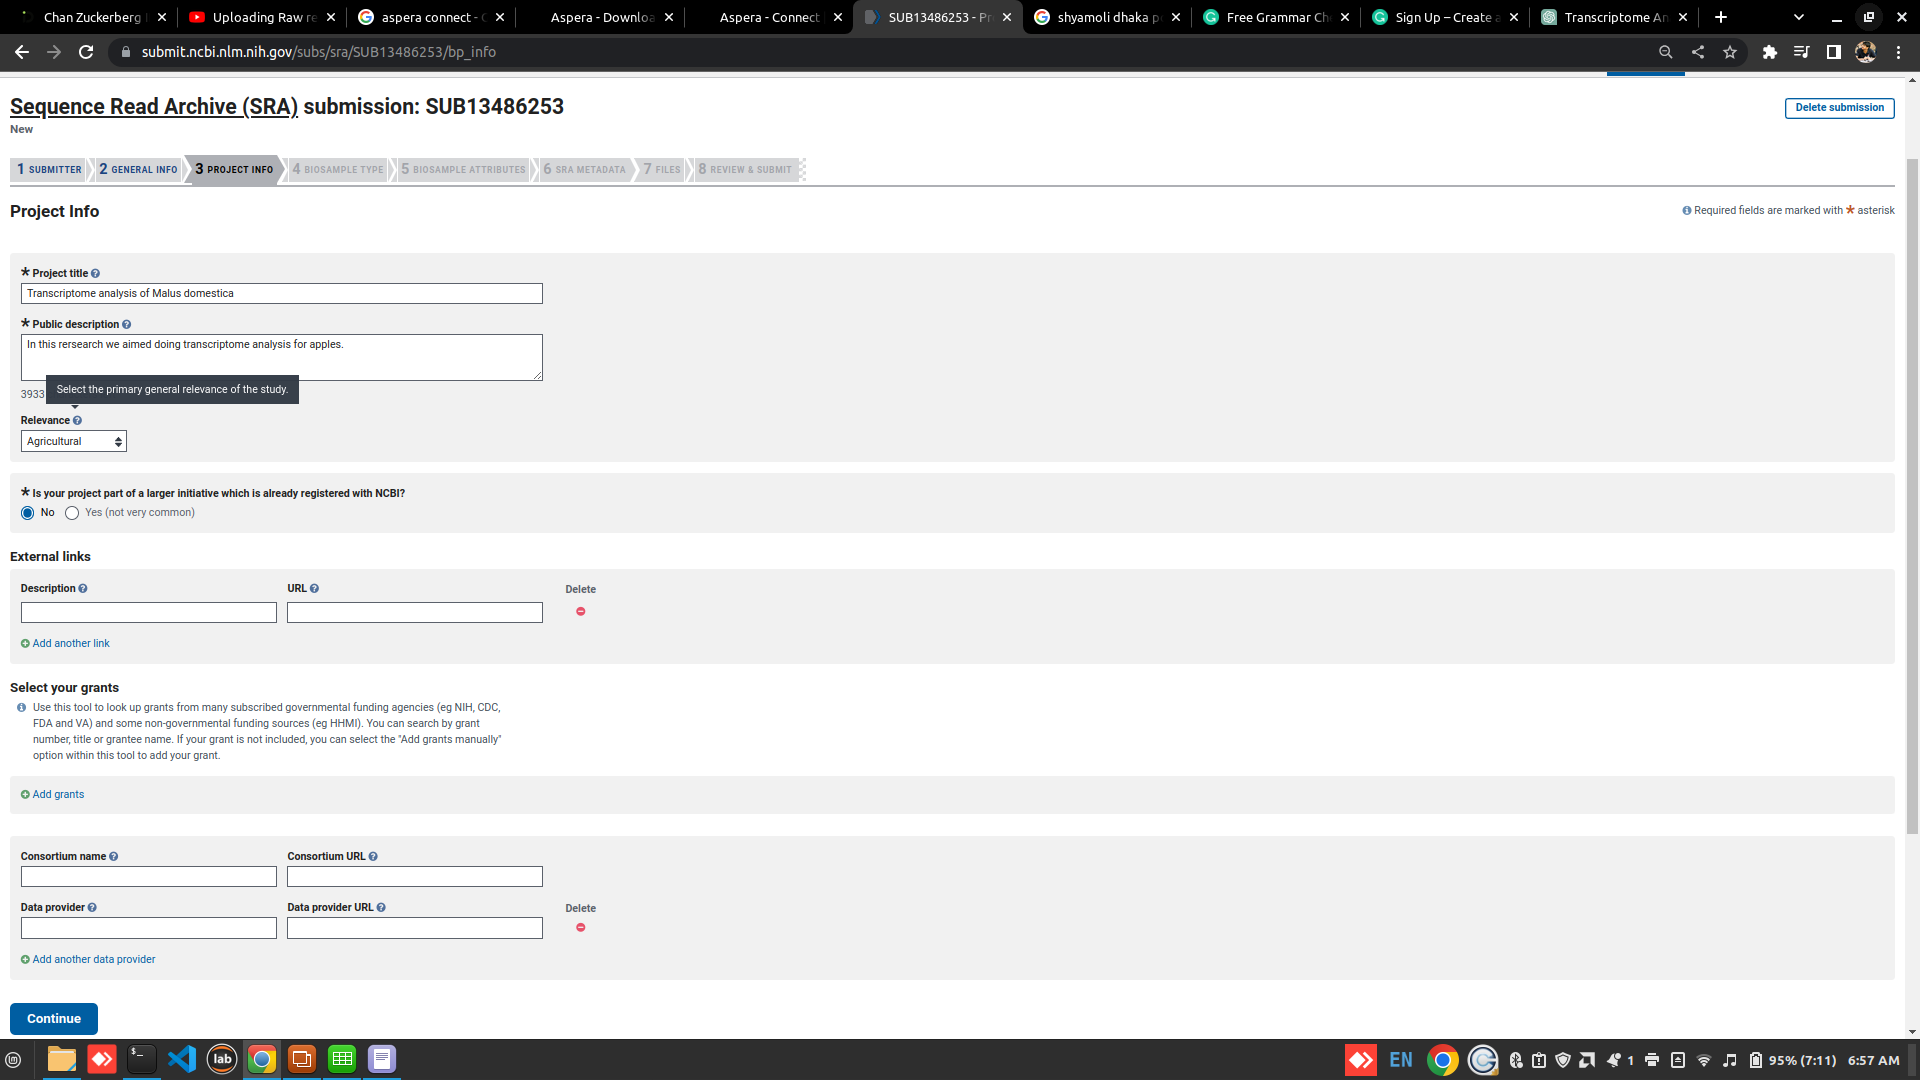 Chan Zuckerberg
Uploading Raw re
aspera connect - G
Aspera - Downloa
Aspera - Connect
SUB13486253 - Pr
shyamoli dhaka p
Free Grammar Ch
Sign Up – Create a
Transcriptome An
submit.ncbi.nlm.nih.gov/subs/sra/SUB13486253/bp_info
Sequence Read Archive (SRA) submission: SUB13486253
Delete submission
New
1 SUBMITTER 2 GENERAL INFO 3 PROJECT INFO 4 BIOSAMPLE TYPE 5 BIOSAMPLE ATTRIBUTES 6 SRA METADATA 7 FILES 8 REVIEW & SUBMIT
Project Info
Required fields are marked with * asterisk
* Project title
Transcriptome analysis of Malus domestica
* Public description
In this rersearch we aimed doing transcriptome analysis for apples.
3933
Select the primary general relevance of the study.
Relevance
Agricultural
* Is your project part of a larger initiative which is already registered with NCBI?
No Yes (not very common)
External links
Description URL Delete
Add another link
Select your grants
Use this tool to look up grants from many subscribed governmental funding agencies (eg NIH, CDC,
FDA and VA) and some non-governmental funding sources (eg HHMI). You can search by grant
number, title or grantee name. If your grant is not included, you can select the "Add grants manually"
option within this tool to add your grant.
Add grants
Consortium name Consortium URL
Data provider Data provider URL Delete
Add another data provider
Continue
lab
EN
1
95% (7:11)
6:57 AM